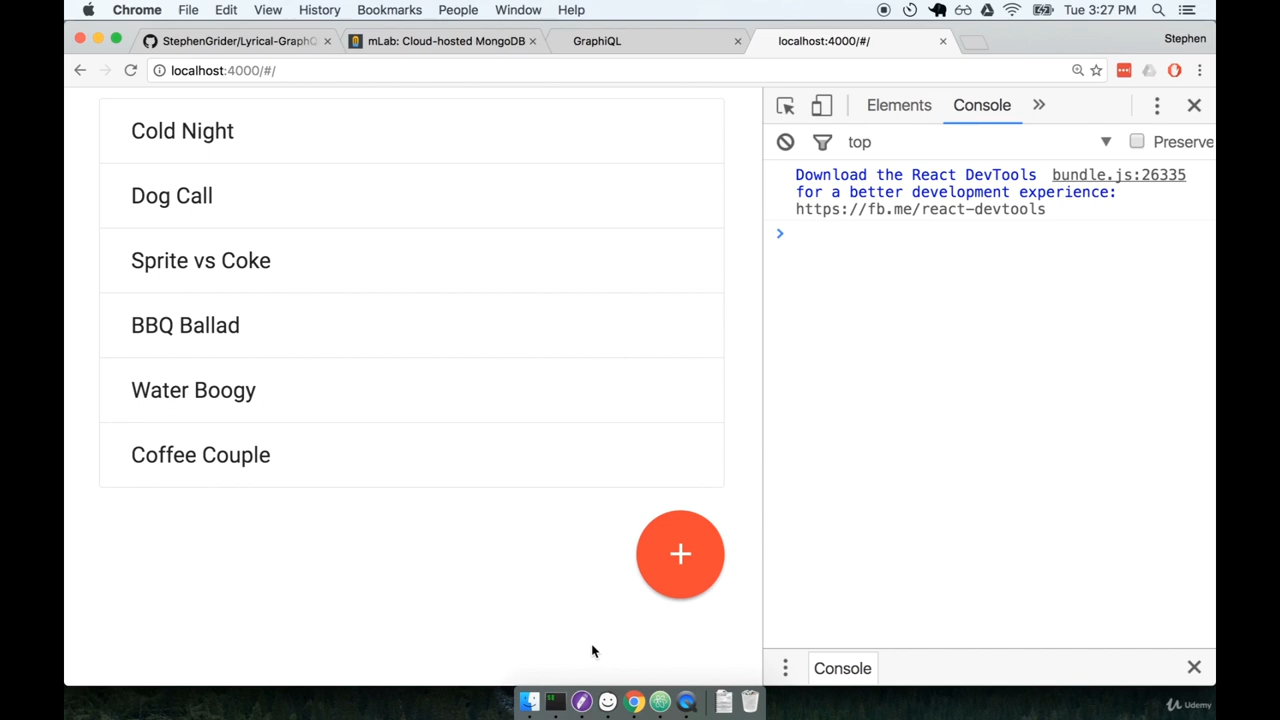 Chrome File Edit View History Bookmarks People Window Help Tue 3:27 PM
StephenGrider/Lyrical-GraphQ mLab: Cloud-hosted MongoDB GraphiQL localhost:4000/#/ Stephen
localhost:4000/#/
Elements Console
top Preserve
Download the React DevTools bundle.js:26335
for a better development experience:
https://fb.me/react-devtools
Cold Night
Dog Call
Sprite vs Coke
BBQ Ballad
Water Boogy
Coffee Couple
Console
Udemy